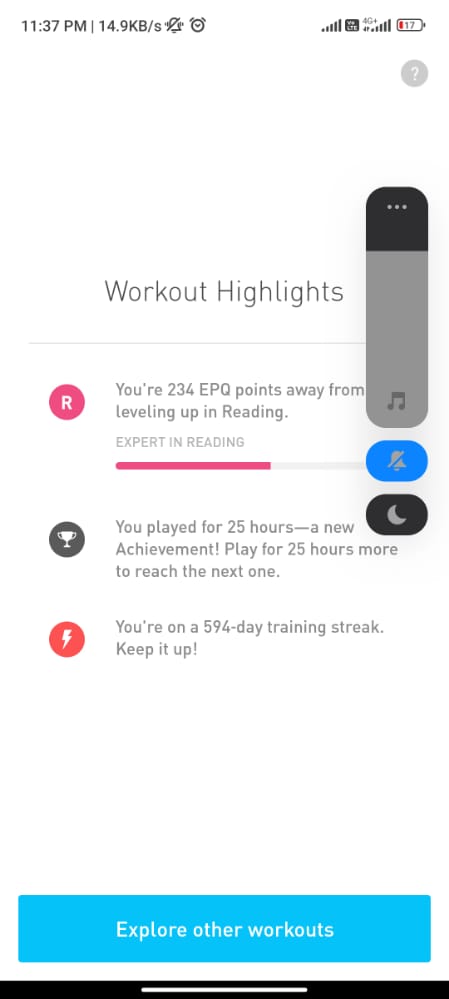 11:37 PM | 14.9KB/s
Vo
LTE
4G+
17
?
Workout Highlights
R
You're 234 EPQ points away from
leveling up in Reading.
EXPERT IN READING
You played for 25 hours—a new
Achievement! Play for 25 hours more
to reach the next one.
You're on a 594-day training streak.
Keep it up!
Explore other workouts